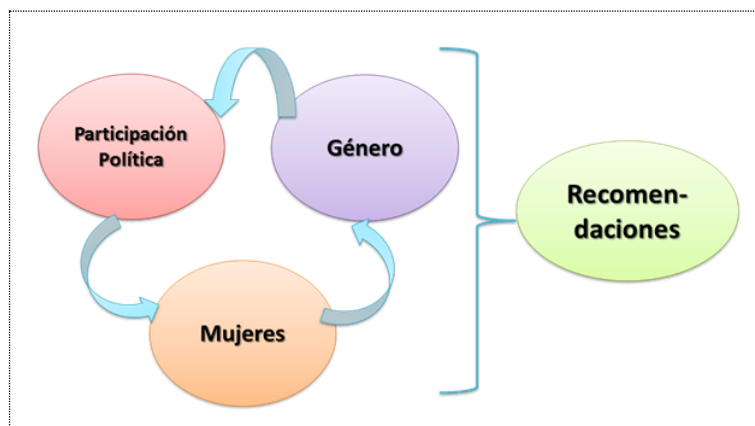 Participación
Política
Género
Mujeres
Recomen-
daciones